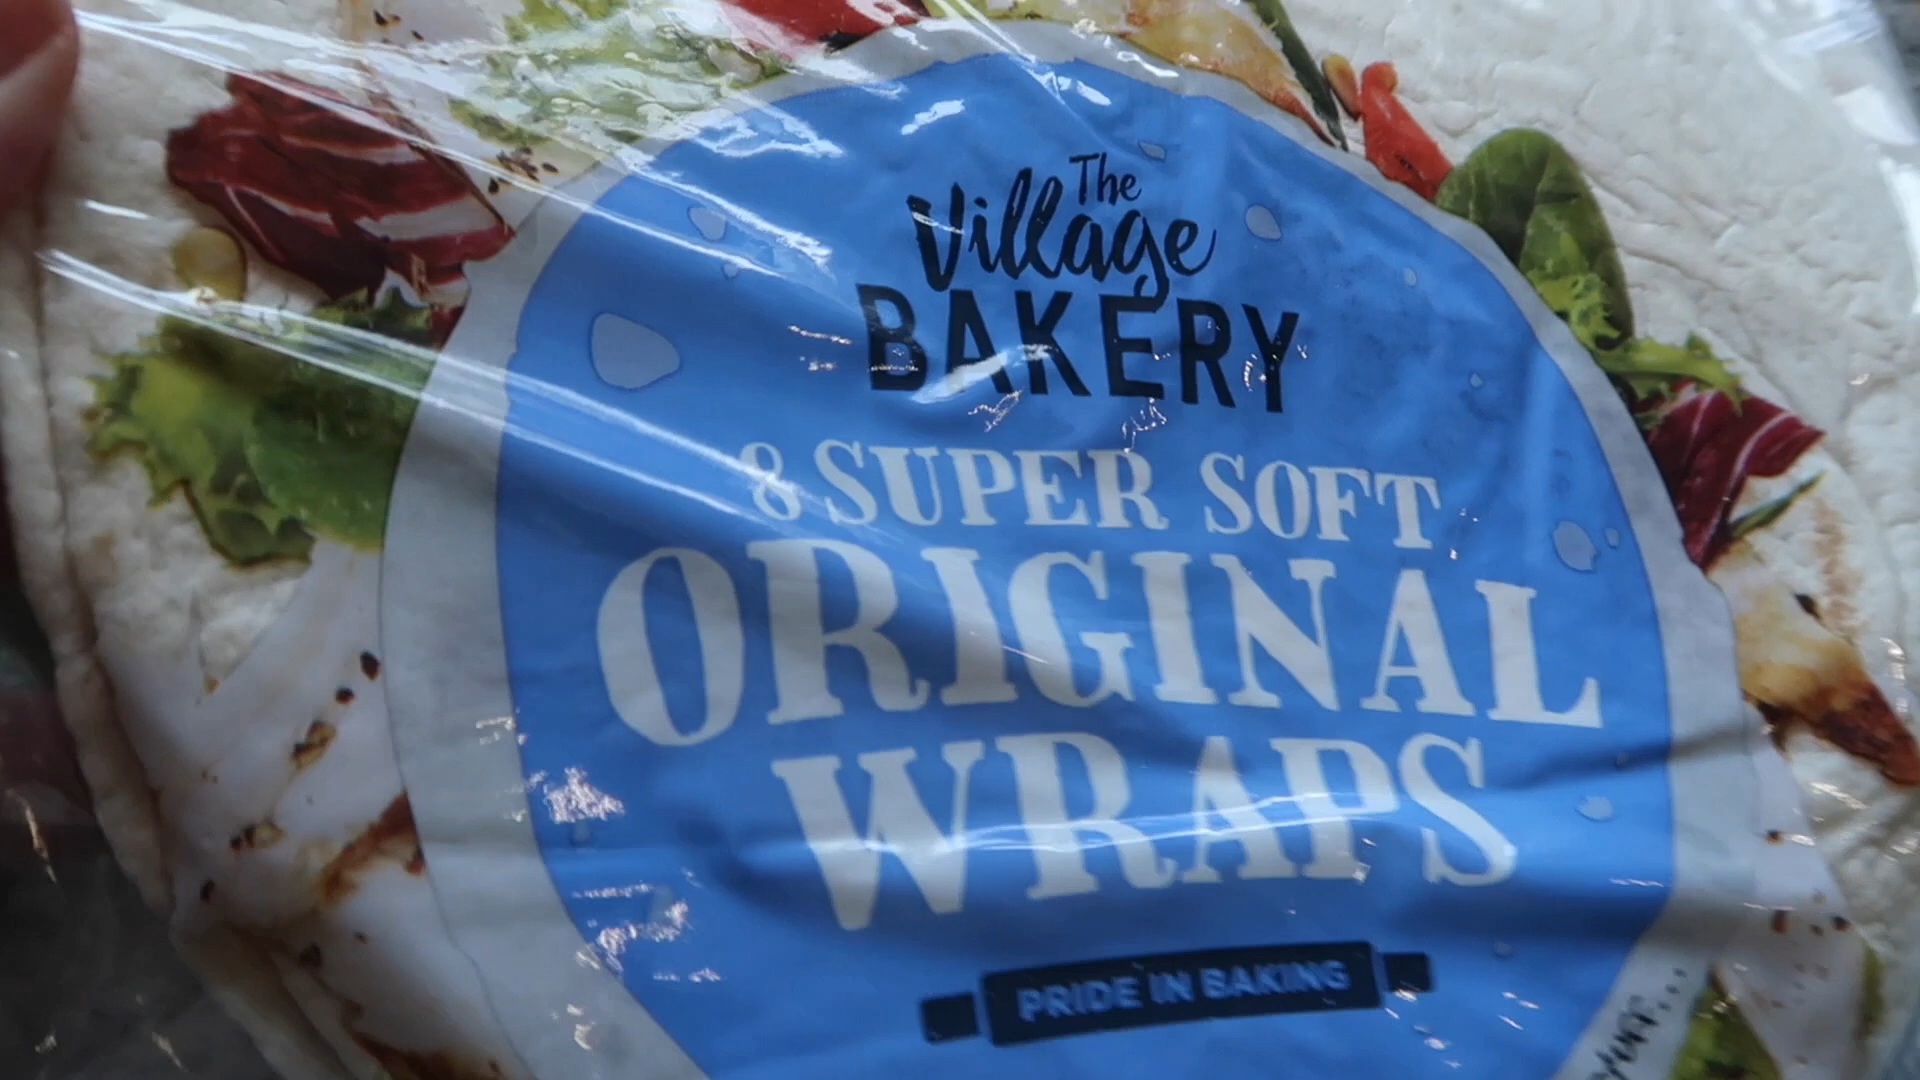 The
Village
BAKERY
8 SUPER SOFT
ORIGINAL
WRAPS
PRIDE IN BAKING